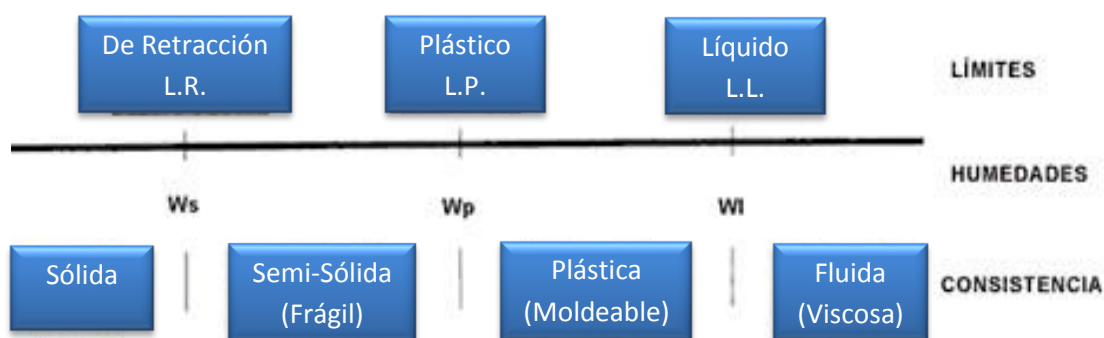 De Retracción
L.R.
Plástico
L.P.
Líquido
L.L.
LÍMITES
HUMEDADES
Ws
Wp
Wl
Sólida
Semi-Sólida
(Frágil)
Plástica
(Moldeable)
Fluida
(Viscosa)
CONSISTENCIA